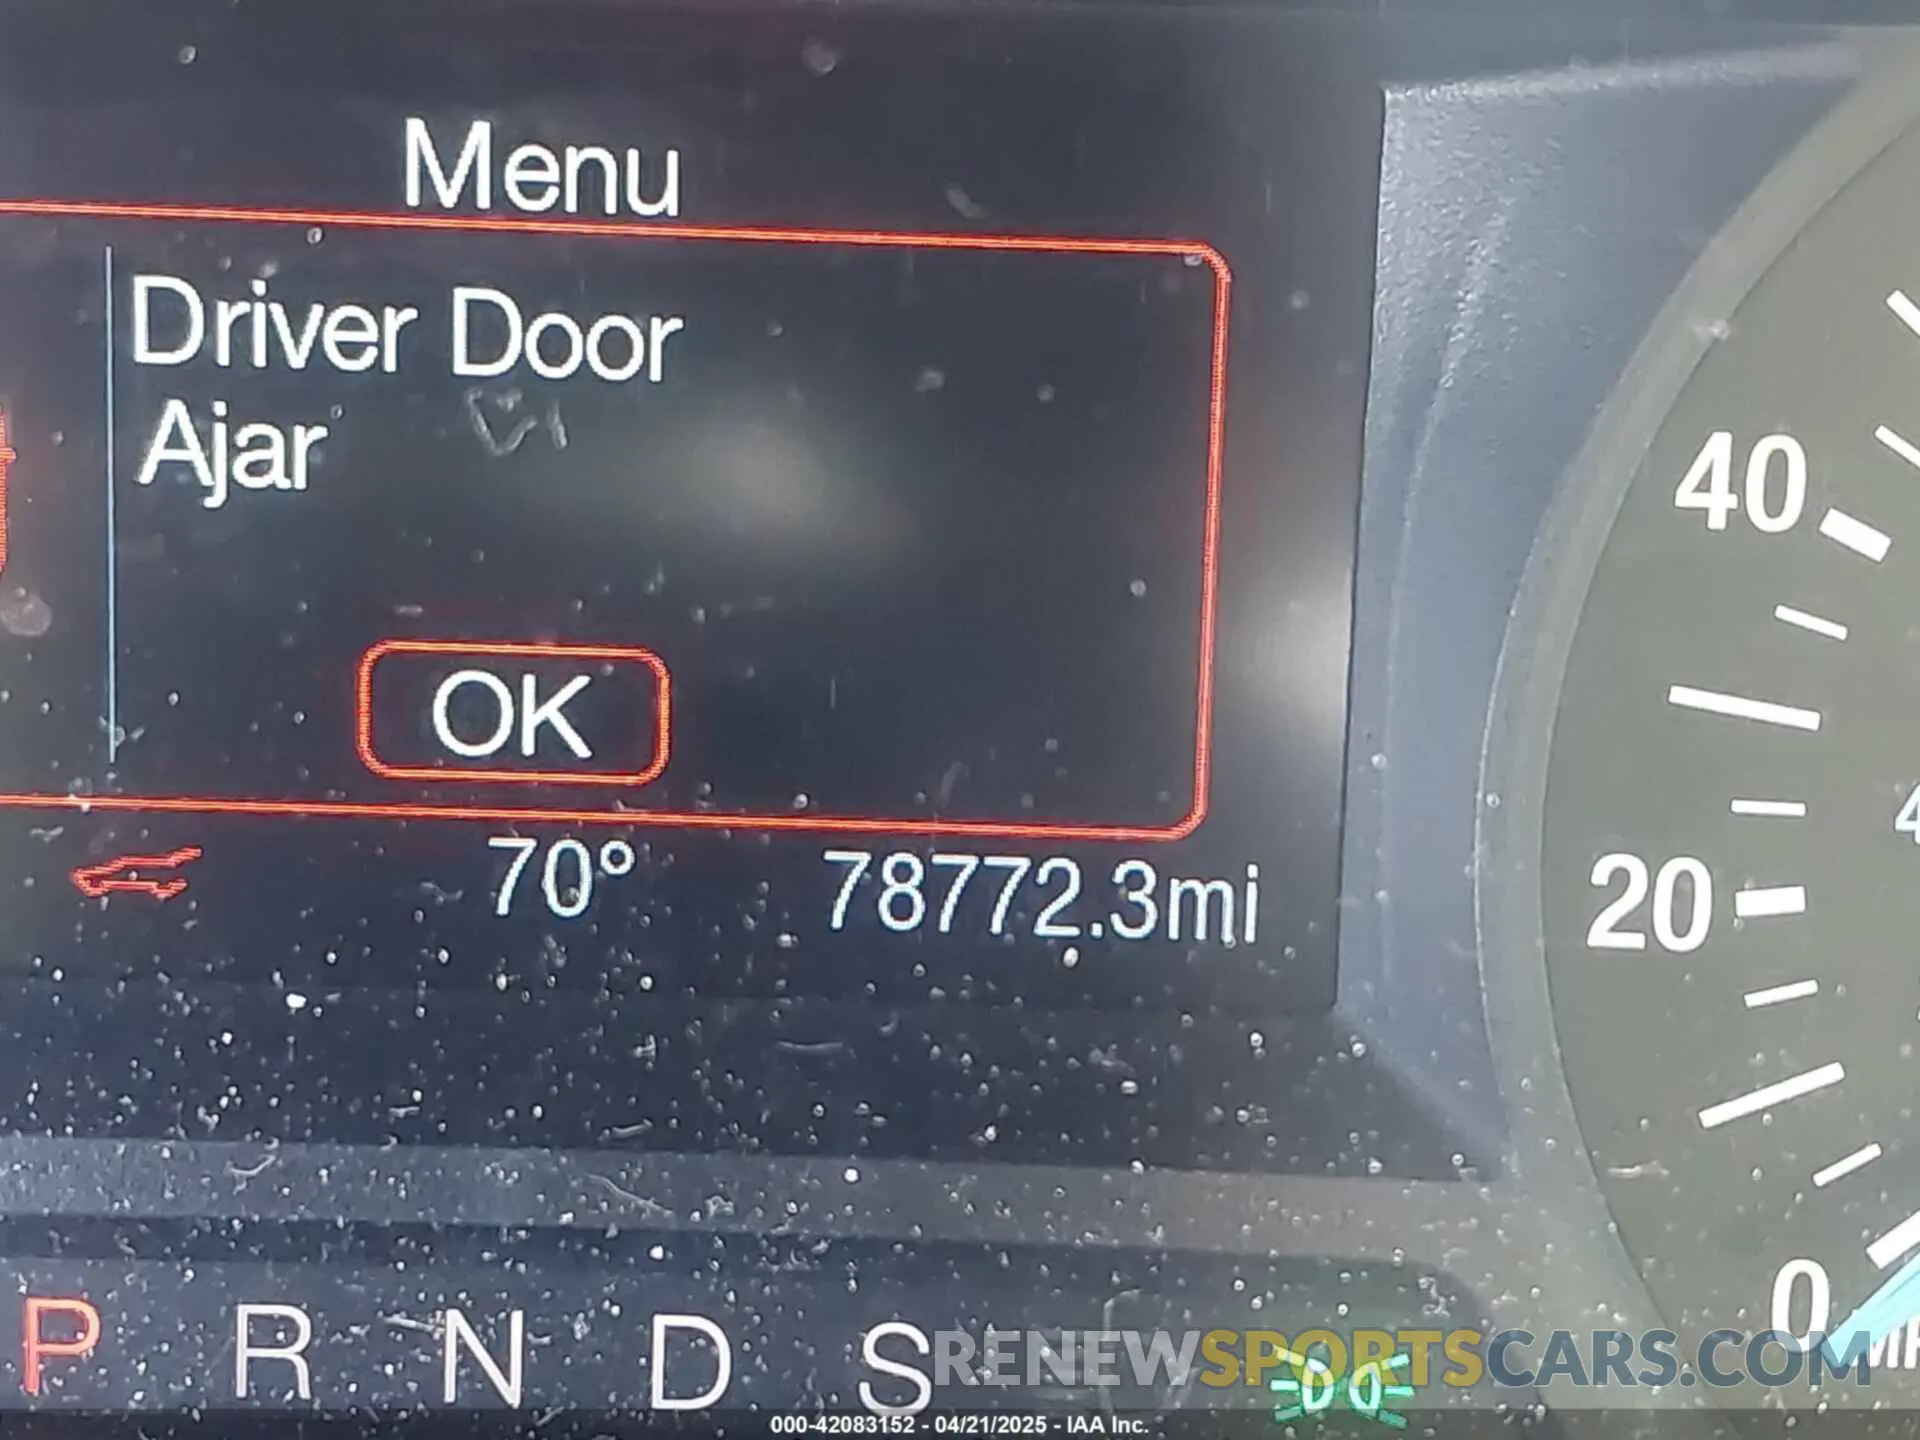 Menu
Driver Door
Ajar
OK
70° 78772.3mi
40
20
0
P R N D S
RENEWSPORTSCARS.COM
000-42083152 - 04/21/2025 - IAA Inc.